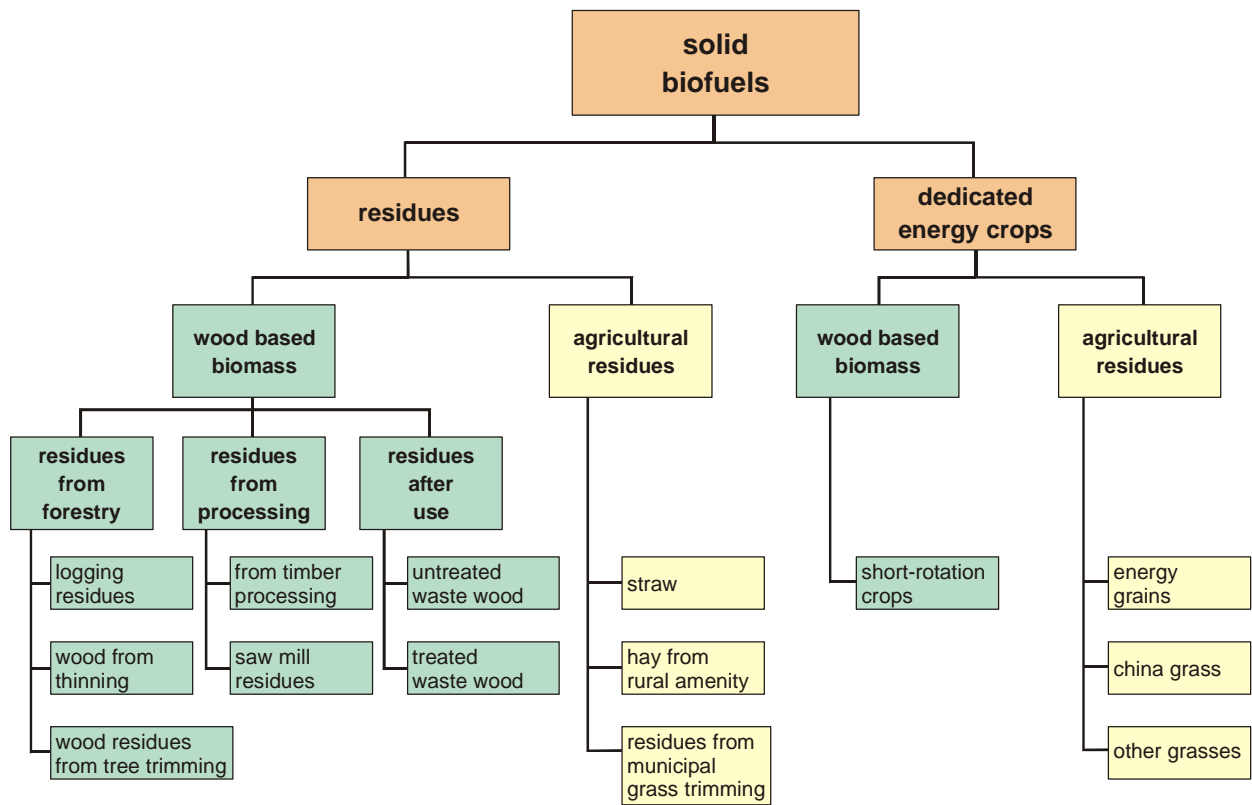 solid
biofuels
residues
dedicated
energy crops
wood based
biomass
agricultural
residues
wood based
biomass
agricultural
residues
residues
from
forestry
residues
from
processing
residues
after
use
logging
residues
from timber
processing
untreated
waste wood
straw
short-rotation
crops
energy
grains
wood from
thinning
saw mill
residues
treated
waste wood
hay from
rural amenity
china grass
wood residues
from tree trimming
residues from
municipal
grass trimming
other grasses